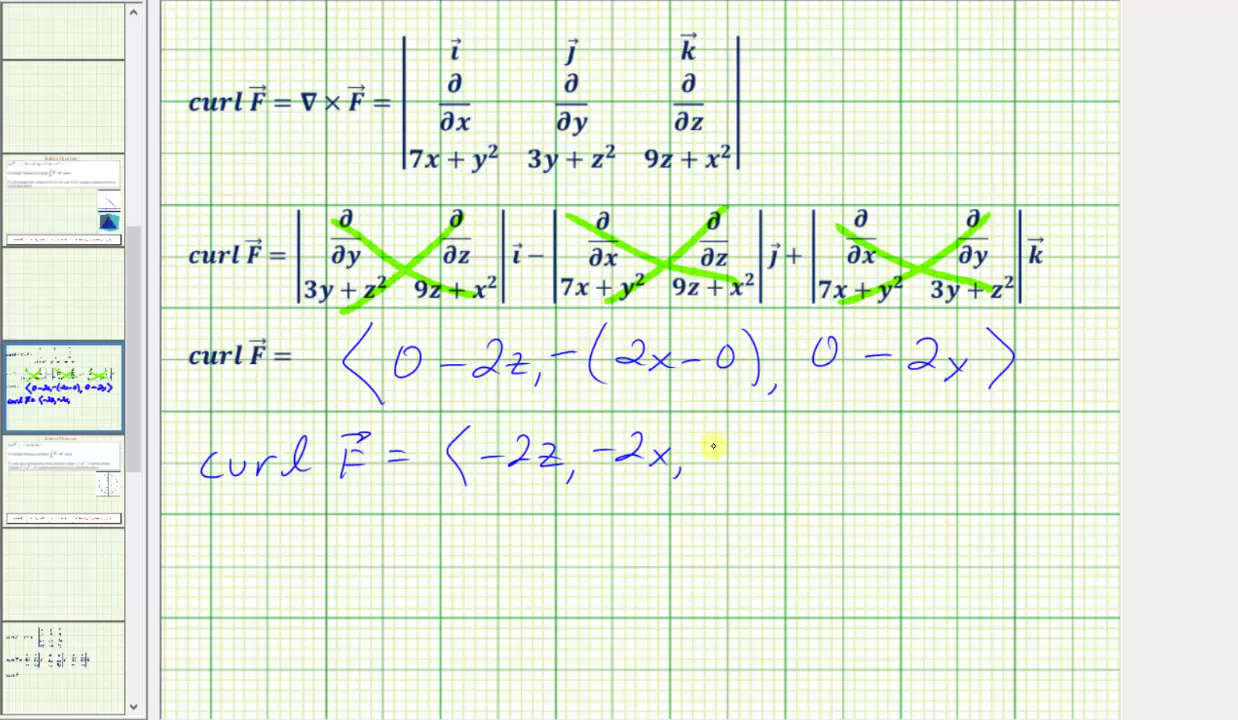 curl F⃗ = ∇ × F⃗ = | i⃗ j⃗ k⃗ |
∂/∂x ∂/∂y ∂/∂z
7x + y² 3y + z² 9z + x²
curl F⃗ = | ∂/∂y ∂/∂z | i⃗ − | ∂/∂x ∂/∂z | j⃗ + | ∂/∂x ∂/∂y | k⃗
3y + z² 9z + x² 7x + y² 9z + x² 7x + y² 3y + z²
curl F⃗ = ⟨0 − 2z, −(2x − 0), 0 − 2y⟩
curl F⃗ = ⟨−2z, −2x,